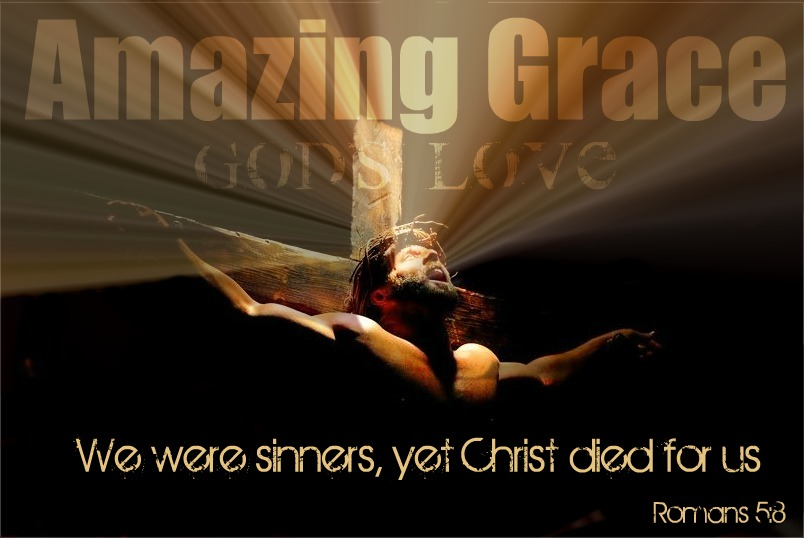 Amazing Grace
GODS LOVE
We were sinners, yet Christ died for us
Romans 5:8